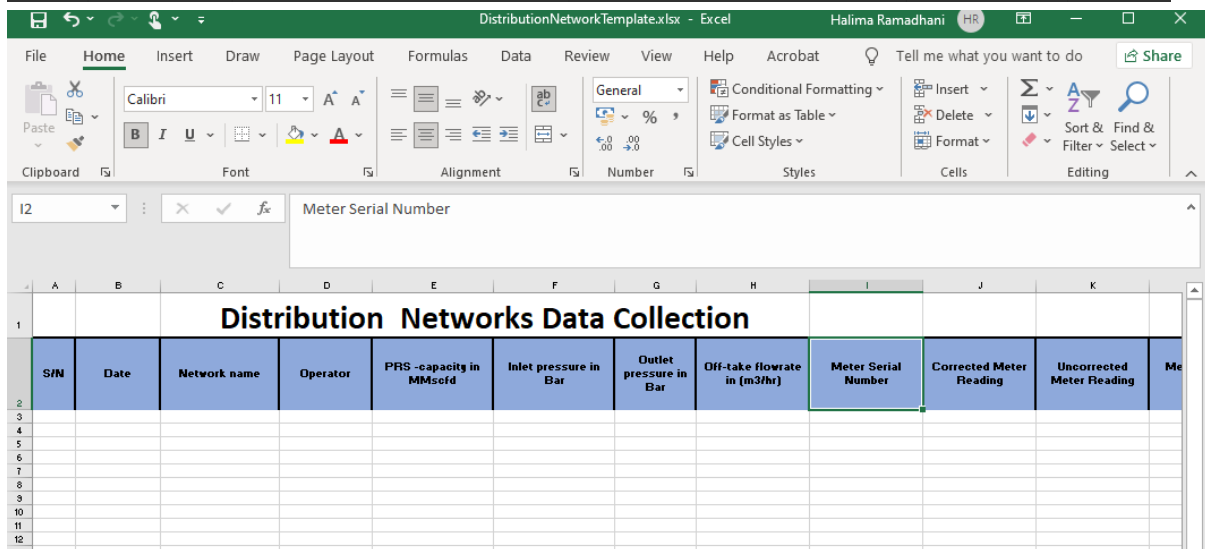 DistributionNetworkTemplate.xlsx - Excel
Halima Ramadhani HR
File Home Insert Draw Page Layout Formulas Data Review View Help Acrobat Tell me what you want to do Share
Paste
Calibri 11 A A
B I U A
ab
General
% ,
.00 .00
Conditional Formatting
Format as Table
Cell Styles
Insert
Delete
Format
Sort & Filter
Find & Select
Clipboard Font Alignment Number Styles Cells Editing
I2 fx Meter Serial Number
A B C D E F G H I J K
1 Distribution Networks Data Collection
2 S/N
Date
Network name
Operator
PRS -capacity in
MMscfd
Inlet pressure in
Bar
Outlet
pressure in
Bar
Off-take flowrate
in (m3/hr)
Meter Serial
Number
Corrected Meter
Reading
Uncorrected
Meter Reading
Me
3
4
5
6
7
8
9
10
11
12